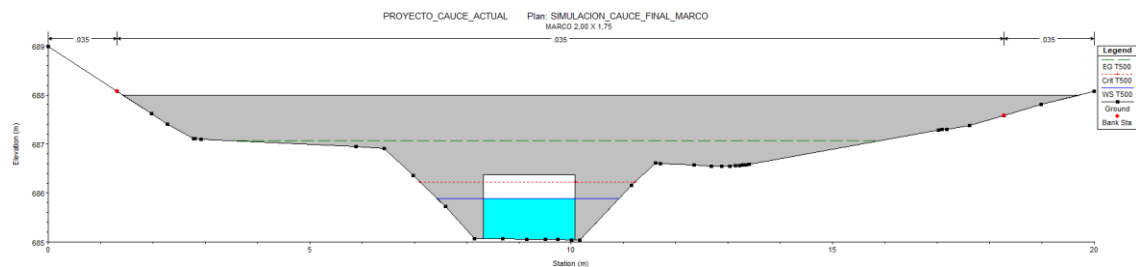 PROYECTO_CAUCE_ACTUAL Plan: SIMULACION_CAUCE_FINAL_MARCO
MARCO 2,00 X 1,75
.035 .035 .035
689
688
687
686
685
Elevation (m)
0 5 10 15 20
Station (m)
Legend
EG T500
Crit T500
WS T500
Ground
Bank Sta